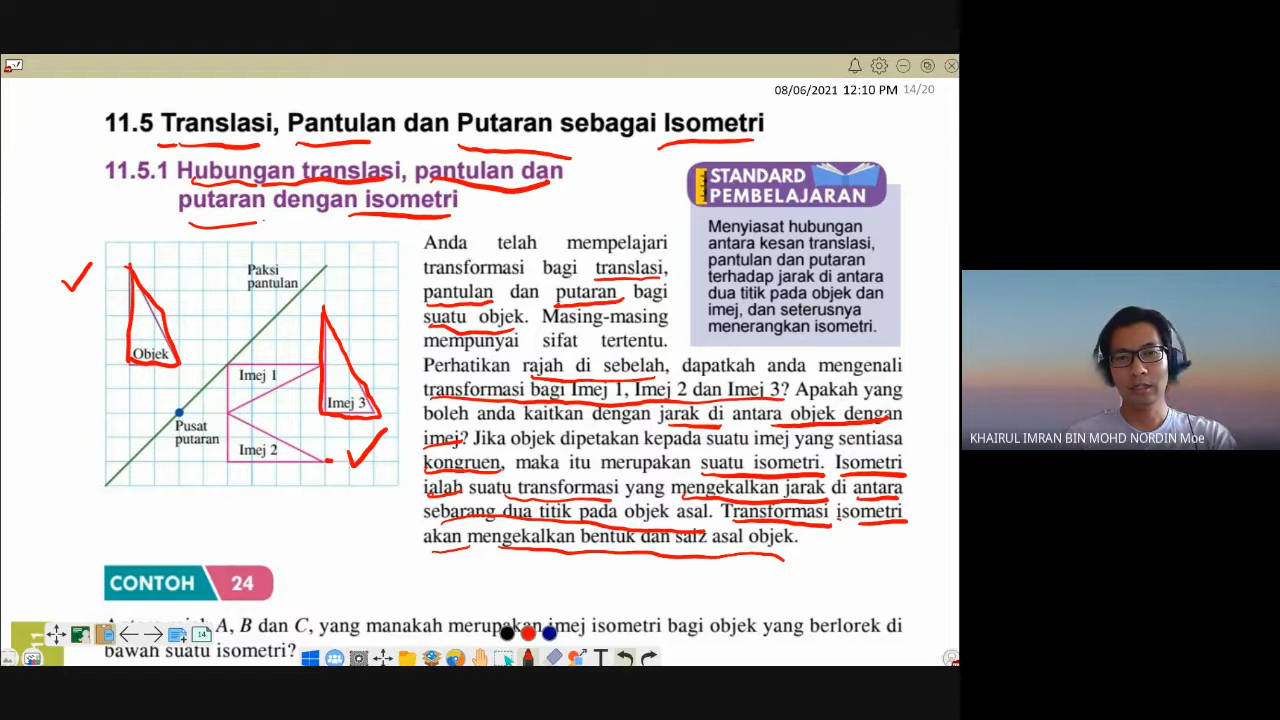 08/06/2021 12:10 PM 14/20
11.5 Translasi, Pantulan dan Putaran sebagai Isometri
11.5.1 Hubungan translasi, pantulan dan
putaran dengan isometri
STANDARD
PEMBELAJARAN
Menyiasat hubungan
antara kesan translasi,
pantulan dan putaran
terhadap jarak di antara
dua titik pada objek dan
imej, dan seterusnya
menerangkan isometri.
Paksi
pantulan
Objek
Imej 1
Imej 3
Pusat
putaran
Imej 2
Anda telah mempelajari
transformasi bagi translasi,
pantulan dan putaran bagi
suatu objek. Masing-masing
mempunyai sifat tertentu.
Perhatikan rajah di sebelah, dapatkah anda mengenali
transformasi bagi Imej 1, Imej 2 dan Imej 3? Apakah yang
boleh anda kaitkan dengan jarak di antara objek dengan
imej? Jika objek dipetakan kepada suatu imej yang sentiasa
kongruen, maka itu merupakan suatu isometri. Isometri
ialah suatu transformasi yang mengekalkan jarak di antara
sebarang dua titik pada objek asal. Transformasi isometri
akan mengekalkan bentuk dan saiz asal objek.
CONTOH 24
A, B dan C, yang manakah merupakan imej isometri bagi objek yang berlorek di
bawah suatu isometri?
14
KHAIRUL IMRAN BIN MOHD NORDIN Moe